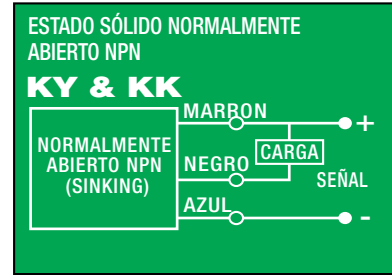 ESTADO SÓLIDO NORMALMENTE
ABIERTO NPN
KY & KK
MARRON
+
NORMALMENTE
ABIERTO NPN
(SINKING)
NEGRO
CARGA
SEÑAL
AZUL
-